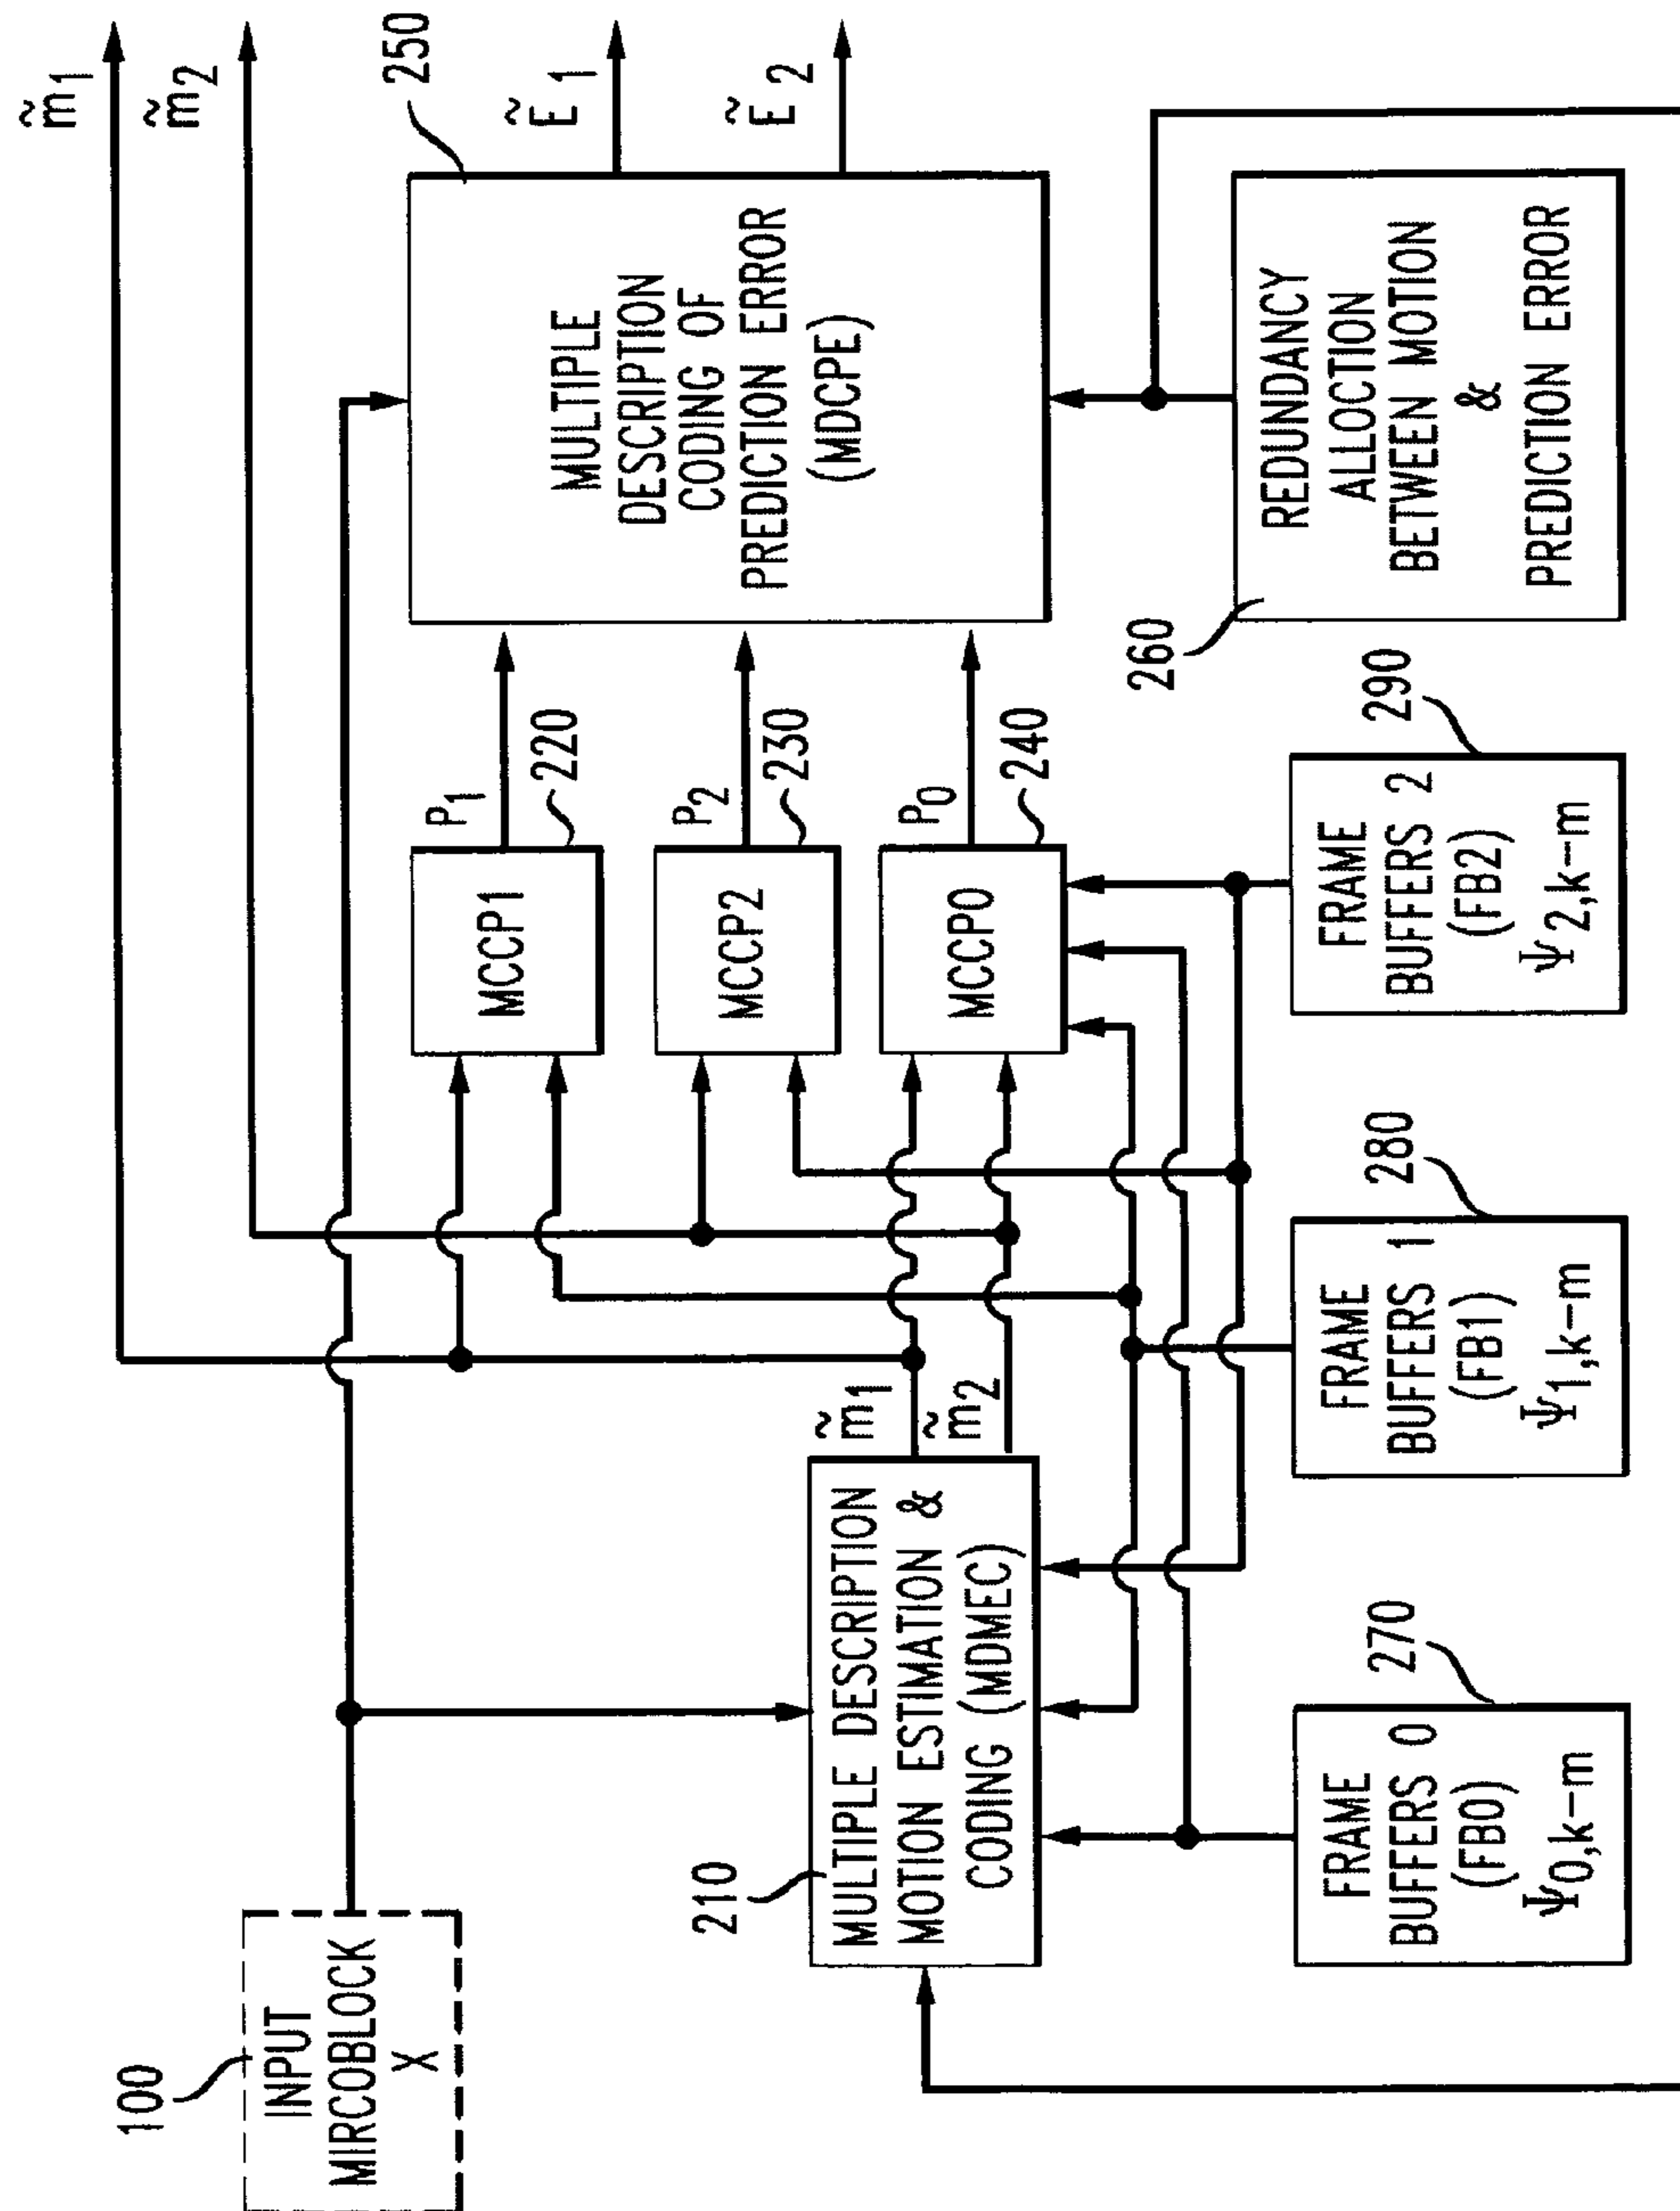 100
INPUT
MIRCOBLOCK
X
210
MULTIPLE DESCRIPTION
MOTION ESTIMATION &
CODING (MDMEC)
m̃1
m̃2
m̃1
m̃2
MCCP1
P1
220
MCCP2
P2
230
MCCP0
P0
240
250
MULTIPLE
DESCRIPTION
CODING OF
PREDICTION ERROR
(MDCPE)
Ẽ1
Ẽ2
260
REDUNDANCY
ALLOCTION
BETWEEN MOTION
&
PREDICTION ERROR
270
FRAME
BUFFERS 0
(FB0)
Ψ0,k-m
280
FRAME
BUFFERS 1
(FB1)
Ψ1,k-m
290
FRAME
BUFFERS 2
(FB2)
Ψ2,k-m